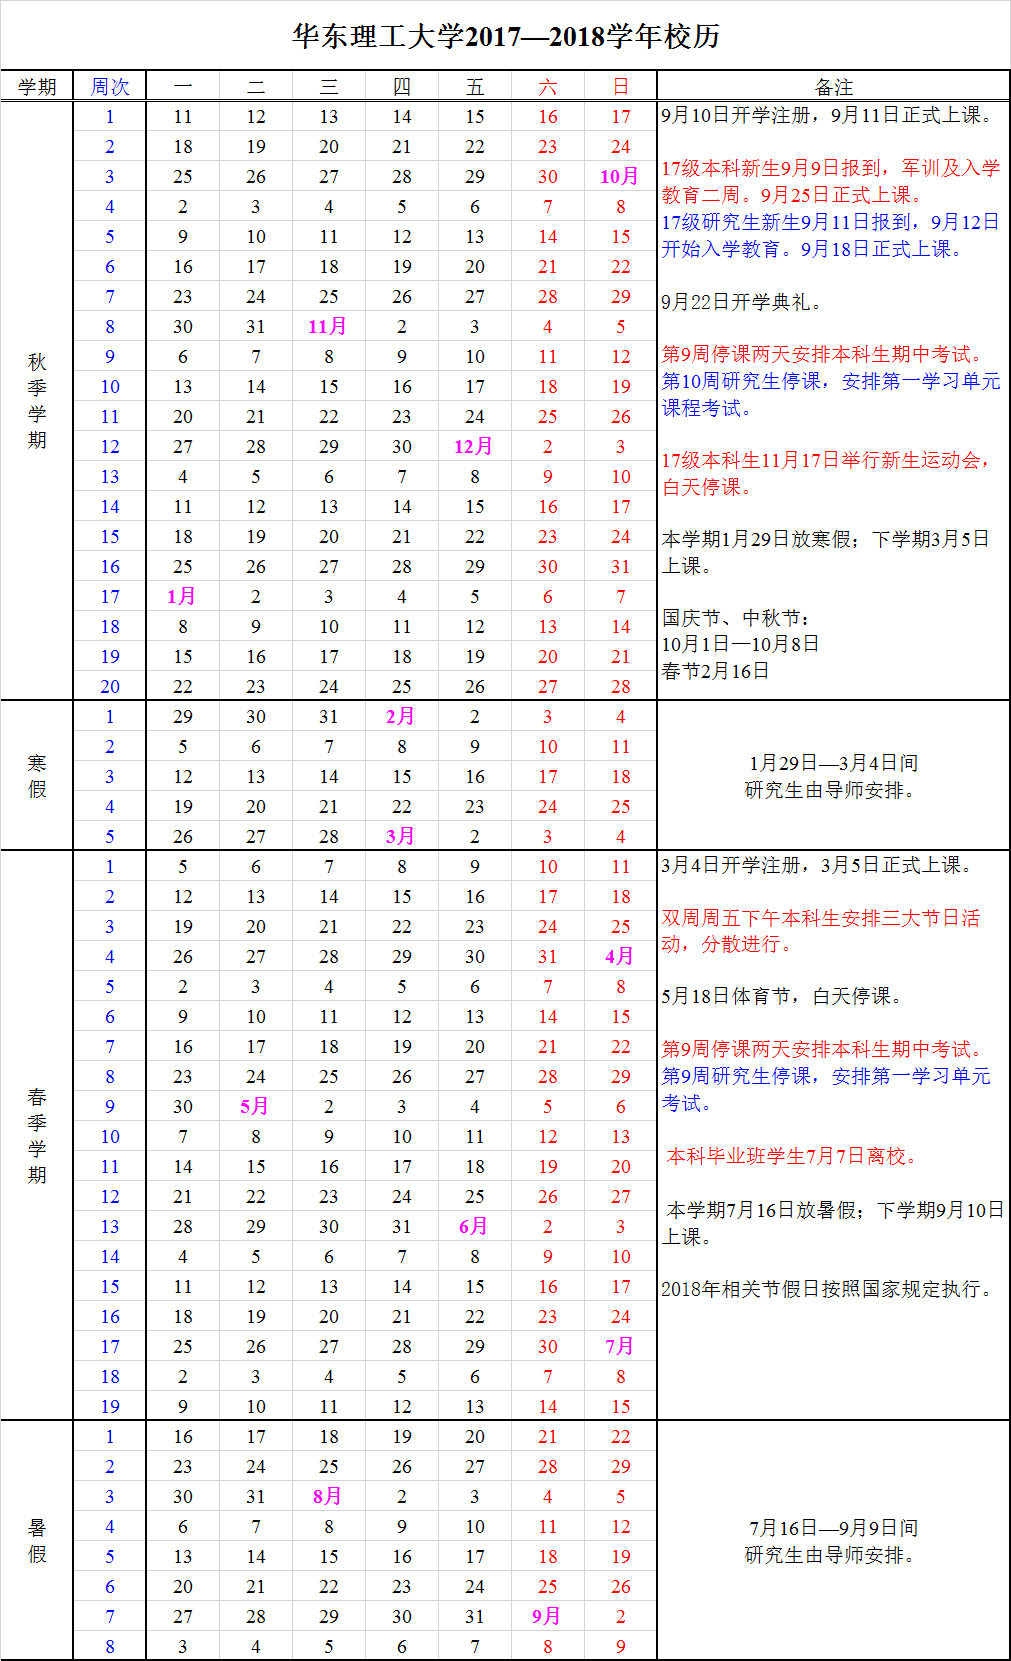 华东理工大学2017—2018学年校历
学期 周次 一 二 三 四 五 六 日 备注
秋季学期
1 11 12 13 14 15 16 17
2 18 19 20 21 22 23 24
3 25 26 27 28 29 30 10月
4 2 3 4 5 6 7 8
5 9 10 11 12 13 14 15
6 16 17 18 19 20 21 22
7 23 24 25 26 27 28 29
8 30 31 11月 2 3 4 5
9 6 7 8 9 10 11 12
10 13 14 15 16 17 18 19
11 20 21 22 23 24 25 26
12 27 28 29 30 12月 2 3
13 4 5 6 7 8 9 10
14 11 12 13 14 15 16 17
15 18 19 20 21 22 23 24
16 25 26 27 28 29 30 31
17 1月 2 3 4 5 6 7
18 8 9 10 11 12 13 14
19 15 16 17 18 19 20 21
20 22 23 24 25 26 27 28
9月10日开学注册，9月11日正式上课。
17级本科新生9月9日报到，军训及入学
教育二周。9月25日正式上课。
17级研究生新生9月11日报到，9月12日
开始入学教育。9月18日正式上课。
9月22日开学典礼。
第9周停课两天安排本科生期中考试。
第10周研究生停课，安排第一学习单元
课程考试。
17级本科生11月17日举行新生运动会，
白天停课。
本学期1月29日放寒假；下学期3月5日
上课。
国庆节、中秋节：
10月1日—10月8日
春节2月16日
寒假
1 29 30 31 2月 2 3 4
2 5 6 7 8 9 10 11
3 12 13 14 15 16 17 18
4 19 20 21 22 23 24 25
5 26 27 28 3月 2 3 4
1月29日—3月4日间
研究生由导师安排。
春季学期
1 5 6 7 8 9 10 11
2 12 13 14 15 16 17 18
3 19 20 21 22 23 24 25
4 26 27 28 29 30 31 4月
5 2 3 4 5 6 7 8
6 9 10 11 12 13 14 15
7 16 17 18 19 20 21 22
8 23 24 25 26 27 28 29
9 30 5月 2 3 4 5 6
10 7 8 9 10 11 12 13
11 14 15 16 17 18 19 20
12 21 22 23 24 25 26 27
13 28 29 30 31 6月 2 3
14 4 5 6 7 8 9 10
15 11 12 13 14 15 16 17
16 18 19 20 21 22 23 24
17 25 26 27 28 29 30 7月
18 2 3 4 5 6 7 8
19 9 10 11 12 13 14 15
3月4日开学注册，3月5日正式上课。
双周周五下午本科生安排三大节日活
动，分散进行。
5月18日体育节，白天停课。
第9周停课两天安排本科生期中考试。
第9周研究生停课，安排第一学习单元
考试。
本科毕业班学生7月7日离校。
本学期7月16日放暑假；下学期9月10日
上课。
2018年相关节假日按照国家规定执行。
暑假
1 16 17 18 19 20 21 22
2 23 24 25 26 27 28 29
3 30 31 8月 2 3 4 5
4 6 7 8 9 10 11 12
5 13 14 15 16 17 18 19
6 20 21 22 23 24 25 26
7 27 28 29 30 31 9月 2
8 3 4 5 6 7 8 9
7月16日—9月9日间
研究生由导师安排。